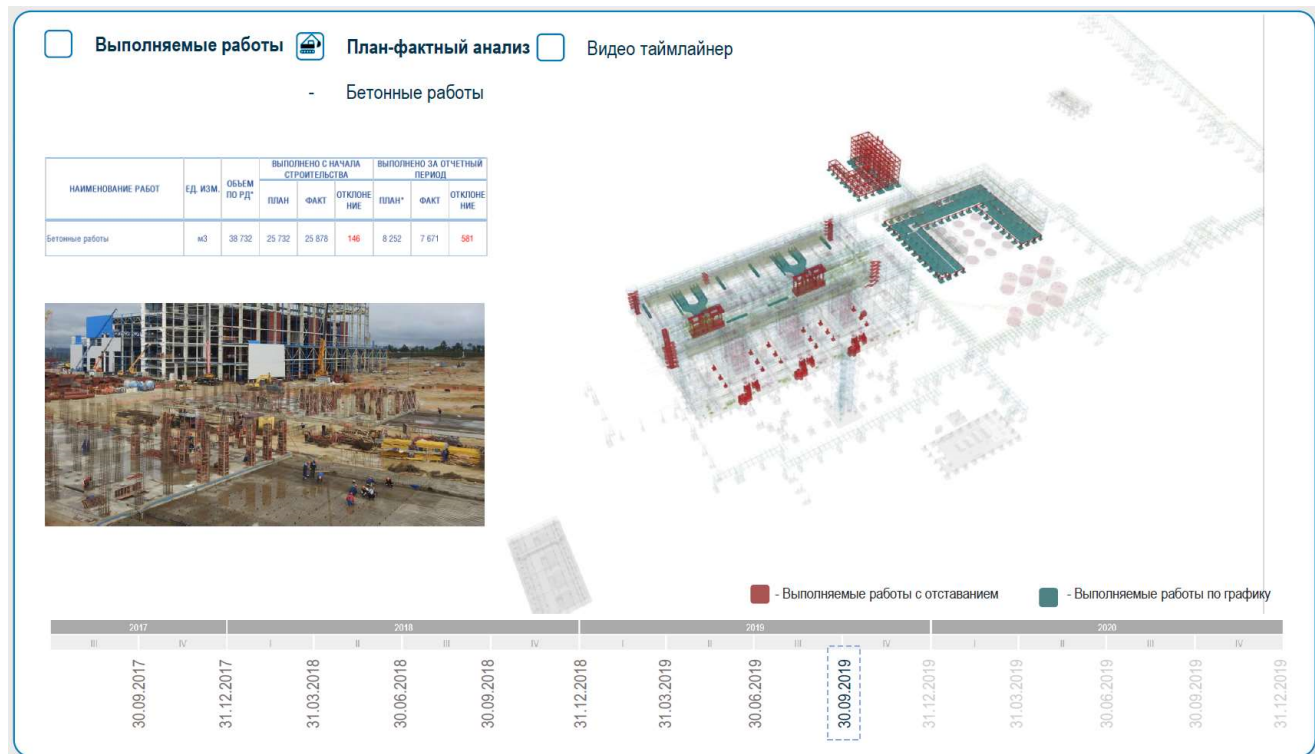 Выполняемые работы
План-фактный анализ
Видео таймлайнер
- Бетонные работы
НАИМЕНОВАНИЕ РАБОТ
ЕД. ИЗМ.
ОБЪЕМ ПО РД*
ВЫПОЛНЕНО С НАЧАЛА СТРОИТЕЛЬСТВА
ВЫПОЛНЕНО ЗА ОТЧЕТНЫЙ ПЕРИОД
ПЛАН ФАКТ ОТКЛОНЕ НИЕ ПЛАН* ФАКТ ОТКЛОНЕ НИЕ
Бетонные работы м3 38 732 25 732 25 878 146 8 252 7 671 581
- Выполняемые работы с отставанием
- Выполняемые работы по графику
2017 2018 2019 2020
III IV I II III IV I II III IV I II III IV
30.09.2017
31.12.2017
31.03.2018
30.06.2018
30.09.2018
31.12.2018
31.03.2019
30.06.2019
30.09.2019
31.12.2019
31.03.2019
30.06.2019
30.09.2019
31.12.2019